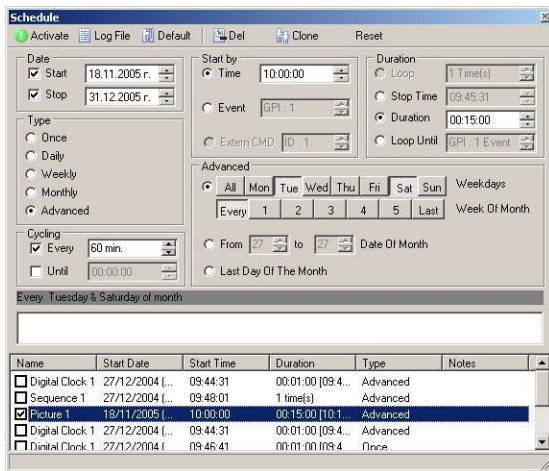 Schedule
Activate Log File Default Del Clone Reset
Date
Start 18.11.2005 г.
Stop 31.12.2005 г.
Type
Once
Daily
Weekly
Monthly
Advanced
Cycling
Every 60 min.
Until 00:00:00
Start by
Time 10:00:00
Event GPI : 1
Extern CMD ID : 1
Duration
Loop 1 Time(s)
Stop Time 09:45:31
Duration 00:15:00
Loop Until GPI : 1 Event
Advanced
All Mon Tue Wed Thu Fri Sat Sun Weekdays
Every 1 2 3 4 5 Last Week Of Month
From 27 to 27 Date Of Month
Last Day Of The Month
Every Tuesday & Saturday of month
Name Start Date Start Time Duration Type Notes
Digital Clock 1 27/12/2004 (... 09:44:31 00:01:00 [09:4... Advanced
Sequence 1 27/12/2004 (... 09:48:01 1 time(s) Advanced
Picture 1 18/11/2005 (... 10:00:00 00:15:00 [10:1... Advanced
Digital Clock 1 27/12/2004 (... 09:44:31 00:01:00 [09:4... Advanced
Digital Clock 1 27/12/2004 (... 09:46:41 00:01:00 [09:4... Once